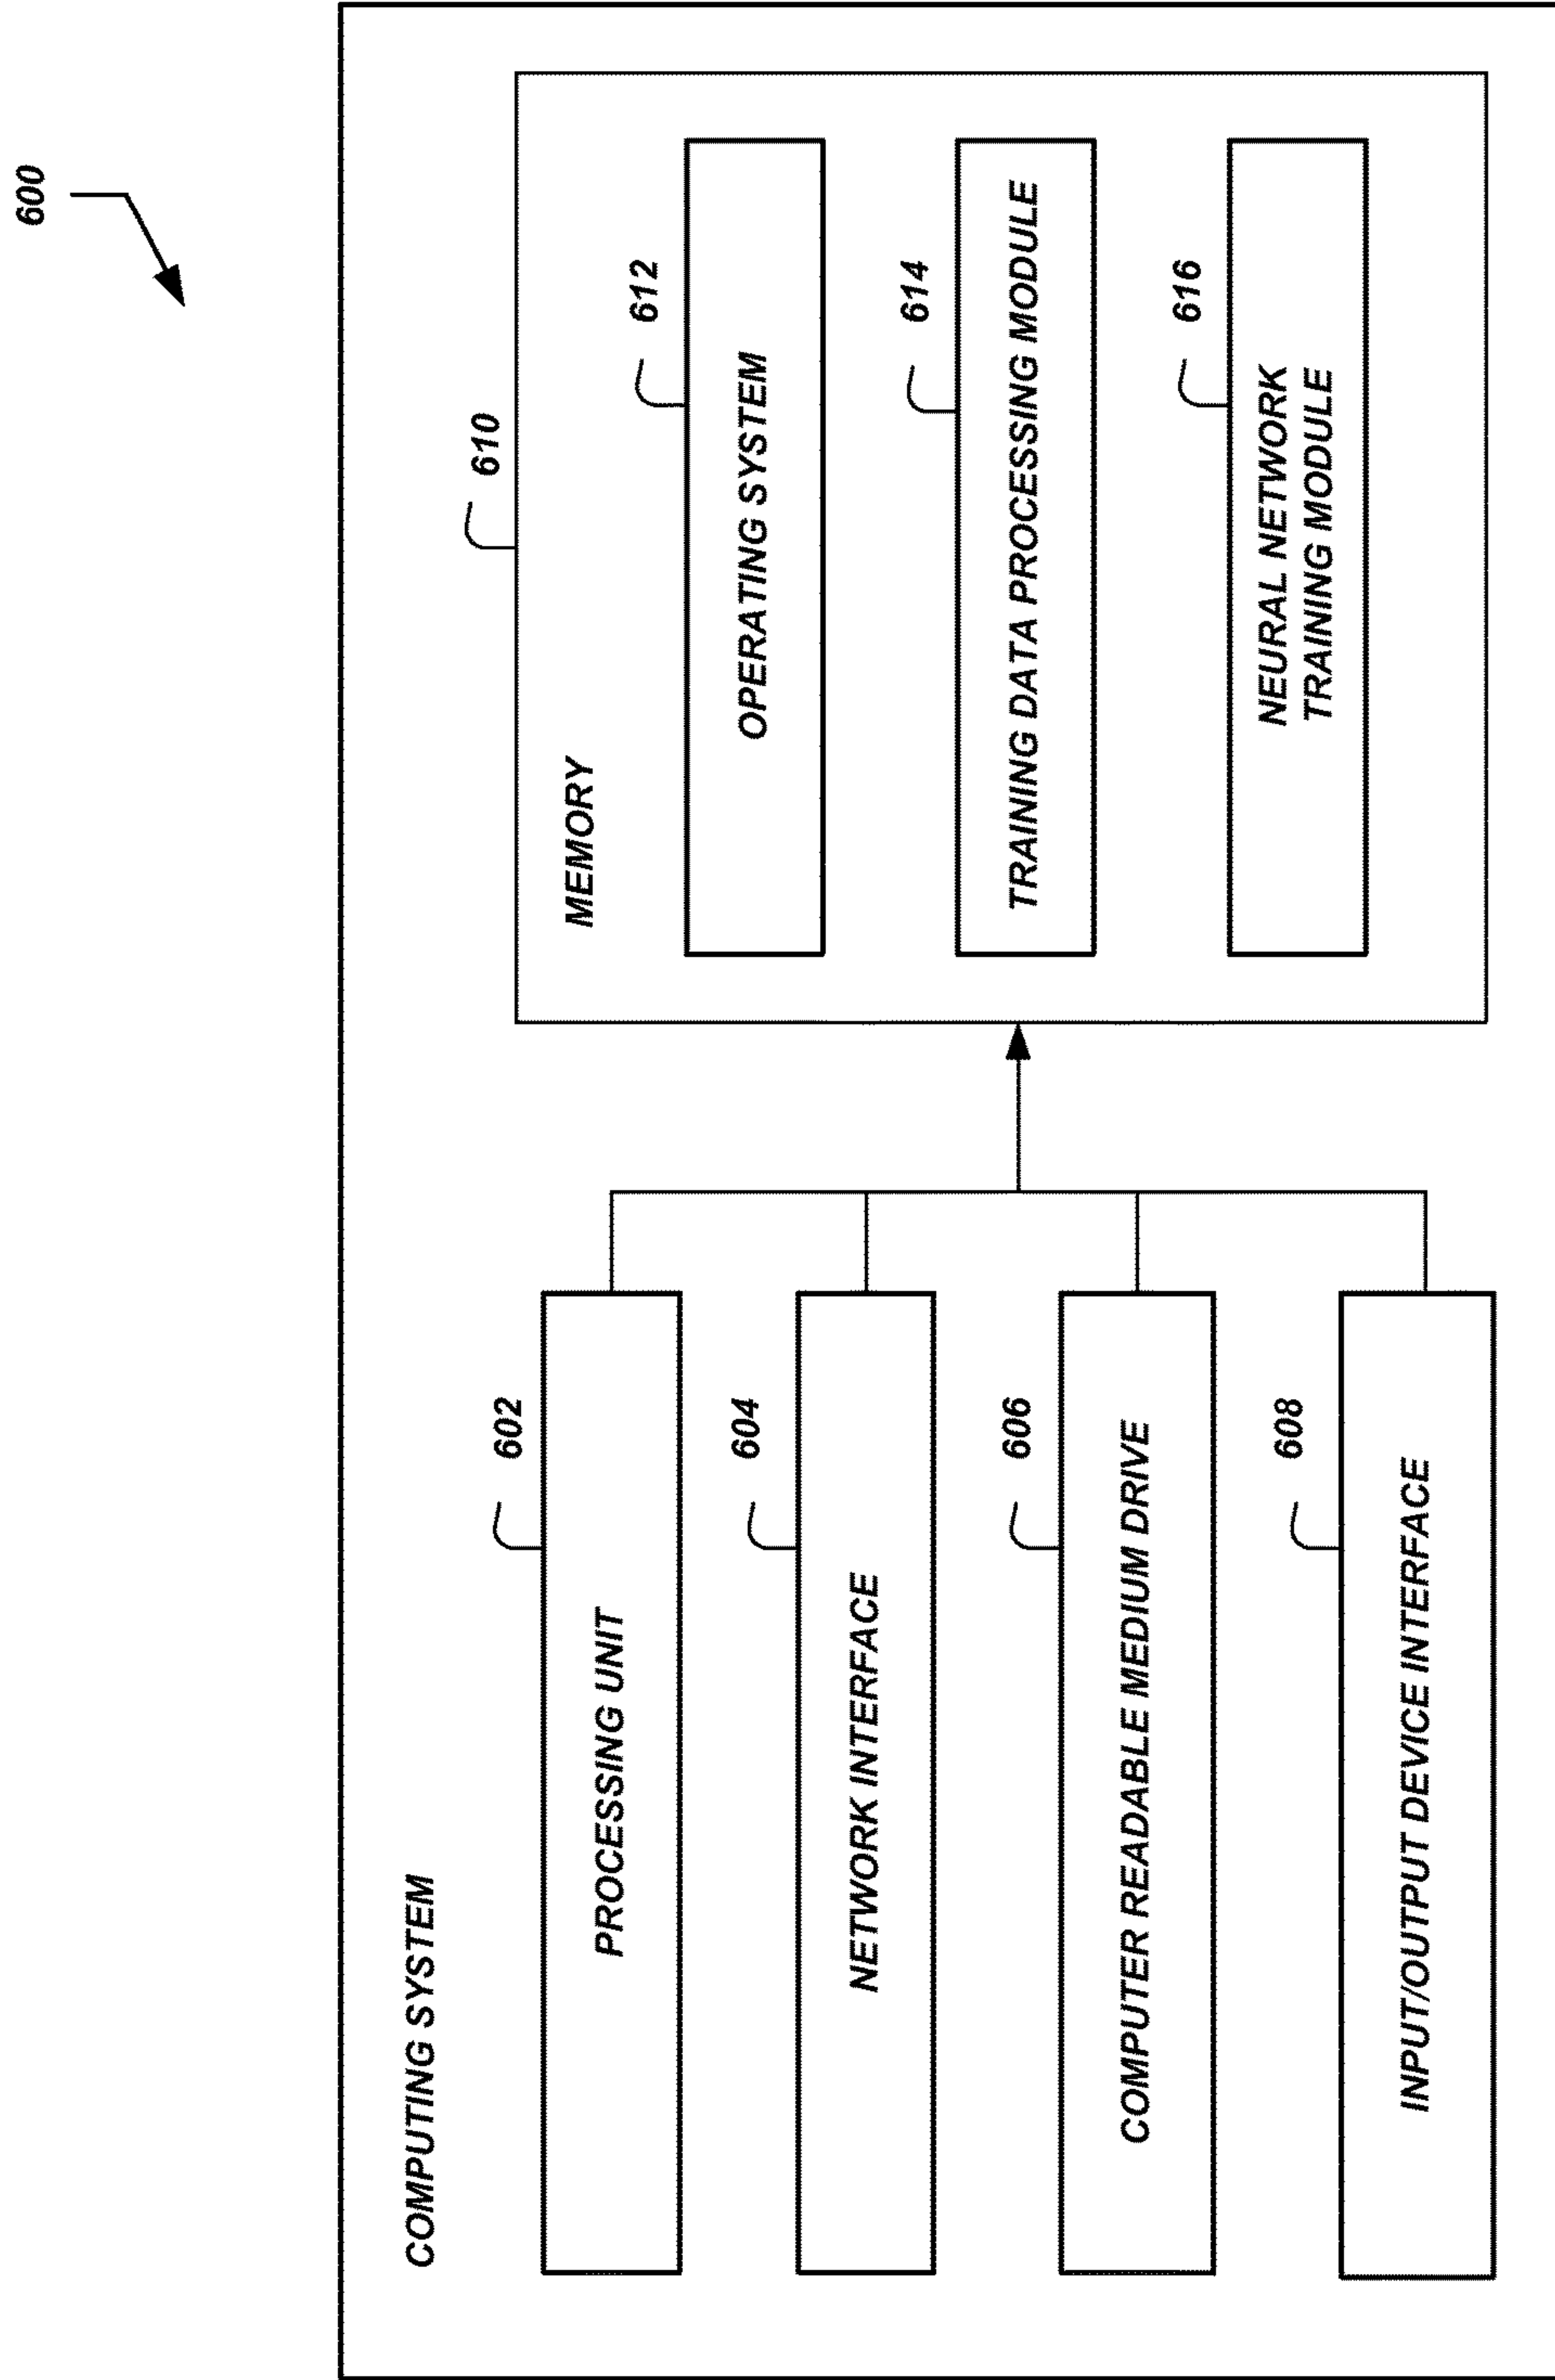 600
COMPUTING SYSTEM
602
PROCESSING UNIT
604
NETWORK INTERFACE
606
COMPUTER READABLE MEDIUM DRIVE
608
INPUT/OUTPUT DEVICE INTERFACE
610
MEMORY
612
OPERATING SYSTEM
614
TRAINING DATA PROCESSING MODULE
616
NEURAL NETWORK
TRAINING MODULE